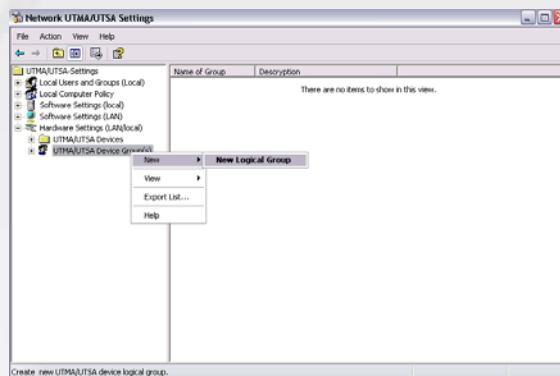 Network UTMA/UTSA Settings
File Action View Help
UTMA/UTSA-Settings
Local Users and Groups (Local)
Local Computer Policy
Software Settings (local)
Software Settings (LAN)
Hardware Settings (LAN/local)
UTMA/UTSA Devices
UTMA/UTSA Device Group(s)
Name of Group Description
There are no items to show in this view.
New New Logical Group
View
Export List...
Help
Create new UTMA/UTSA device logical group.